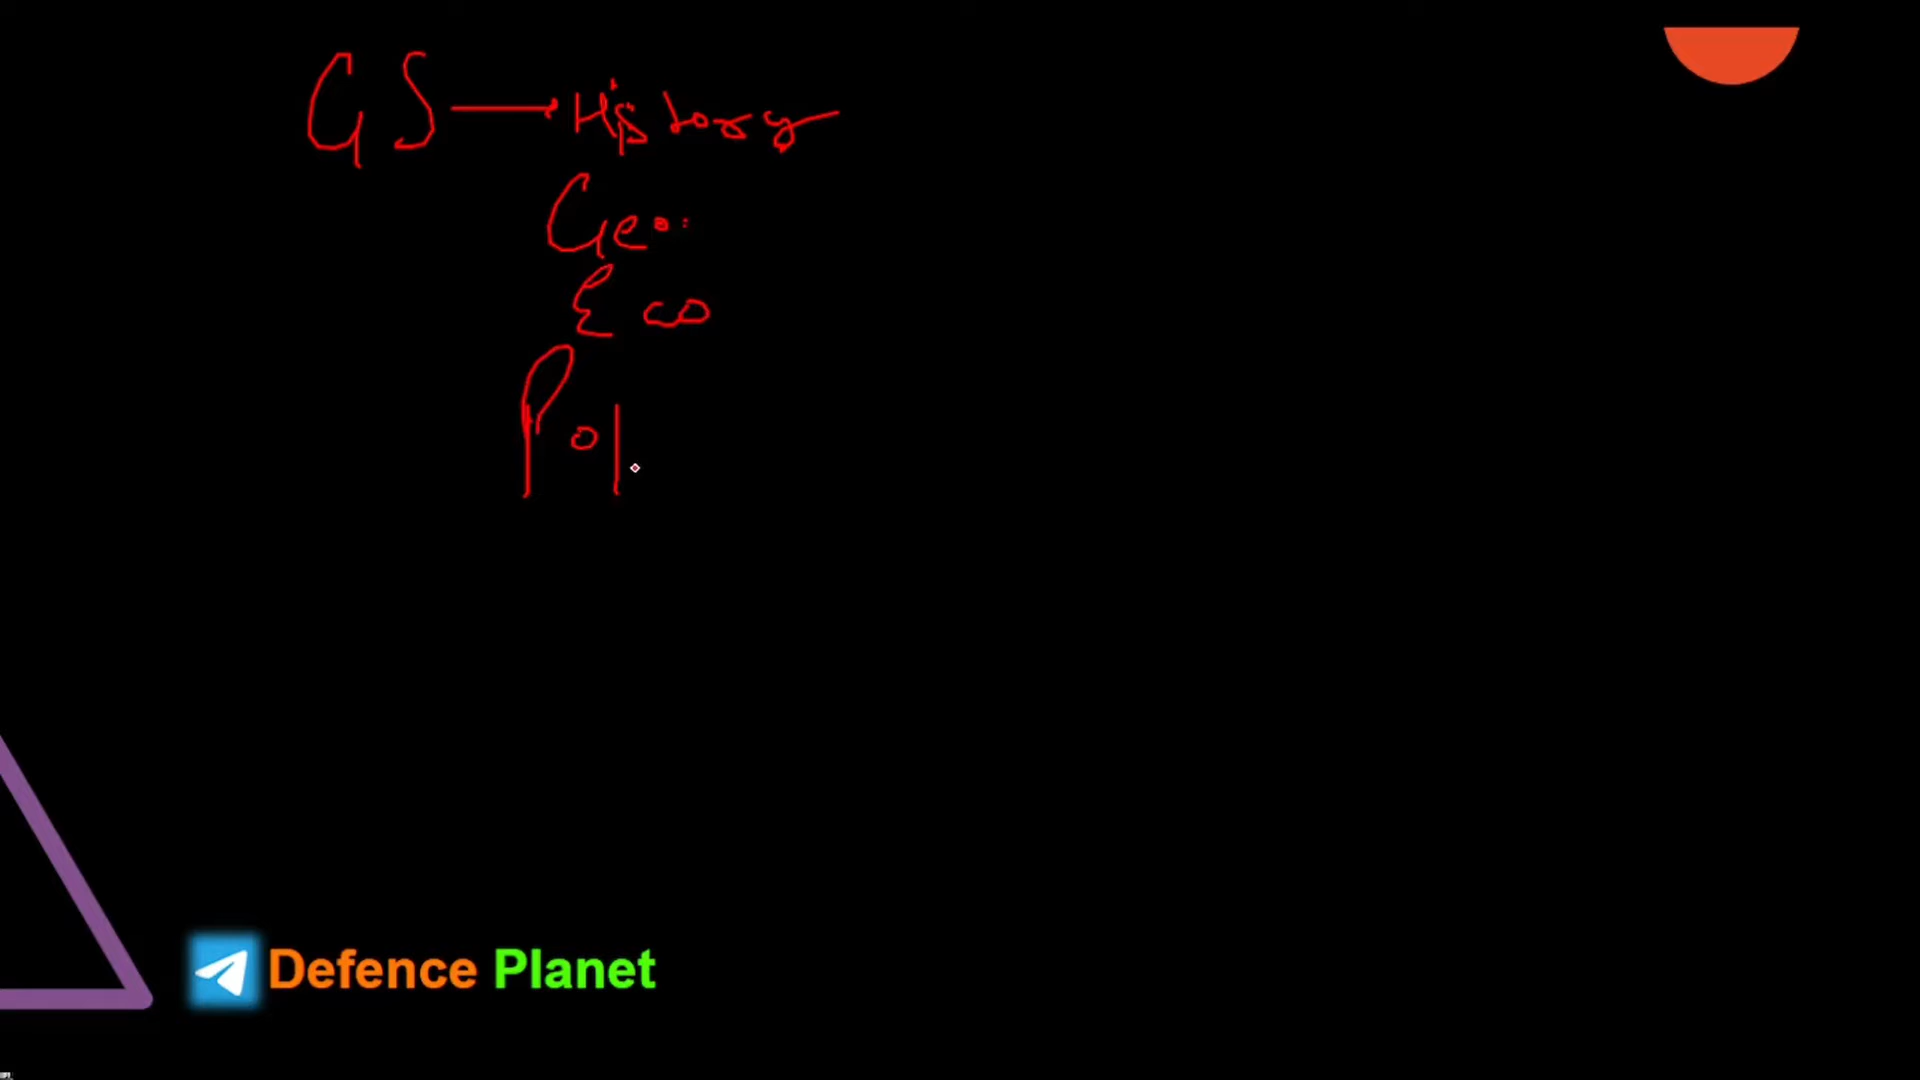 GS → History
Geo.
Eco
Pol
Defence Planet